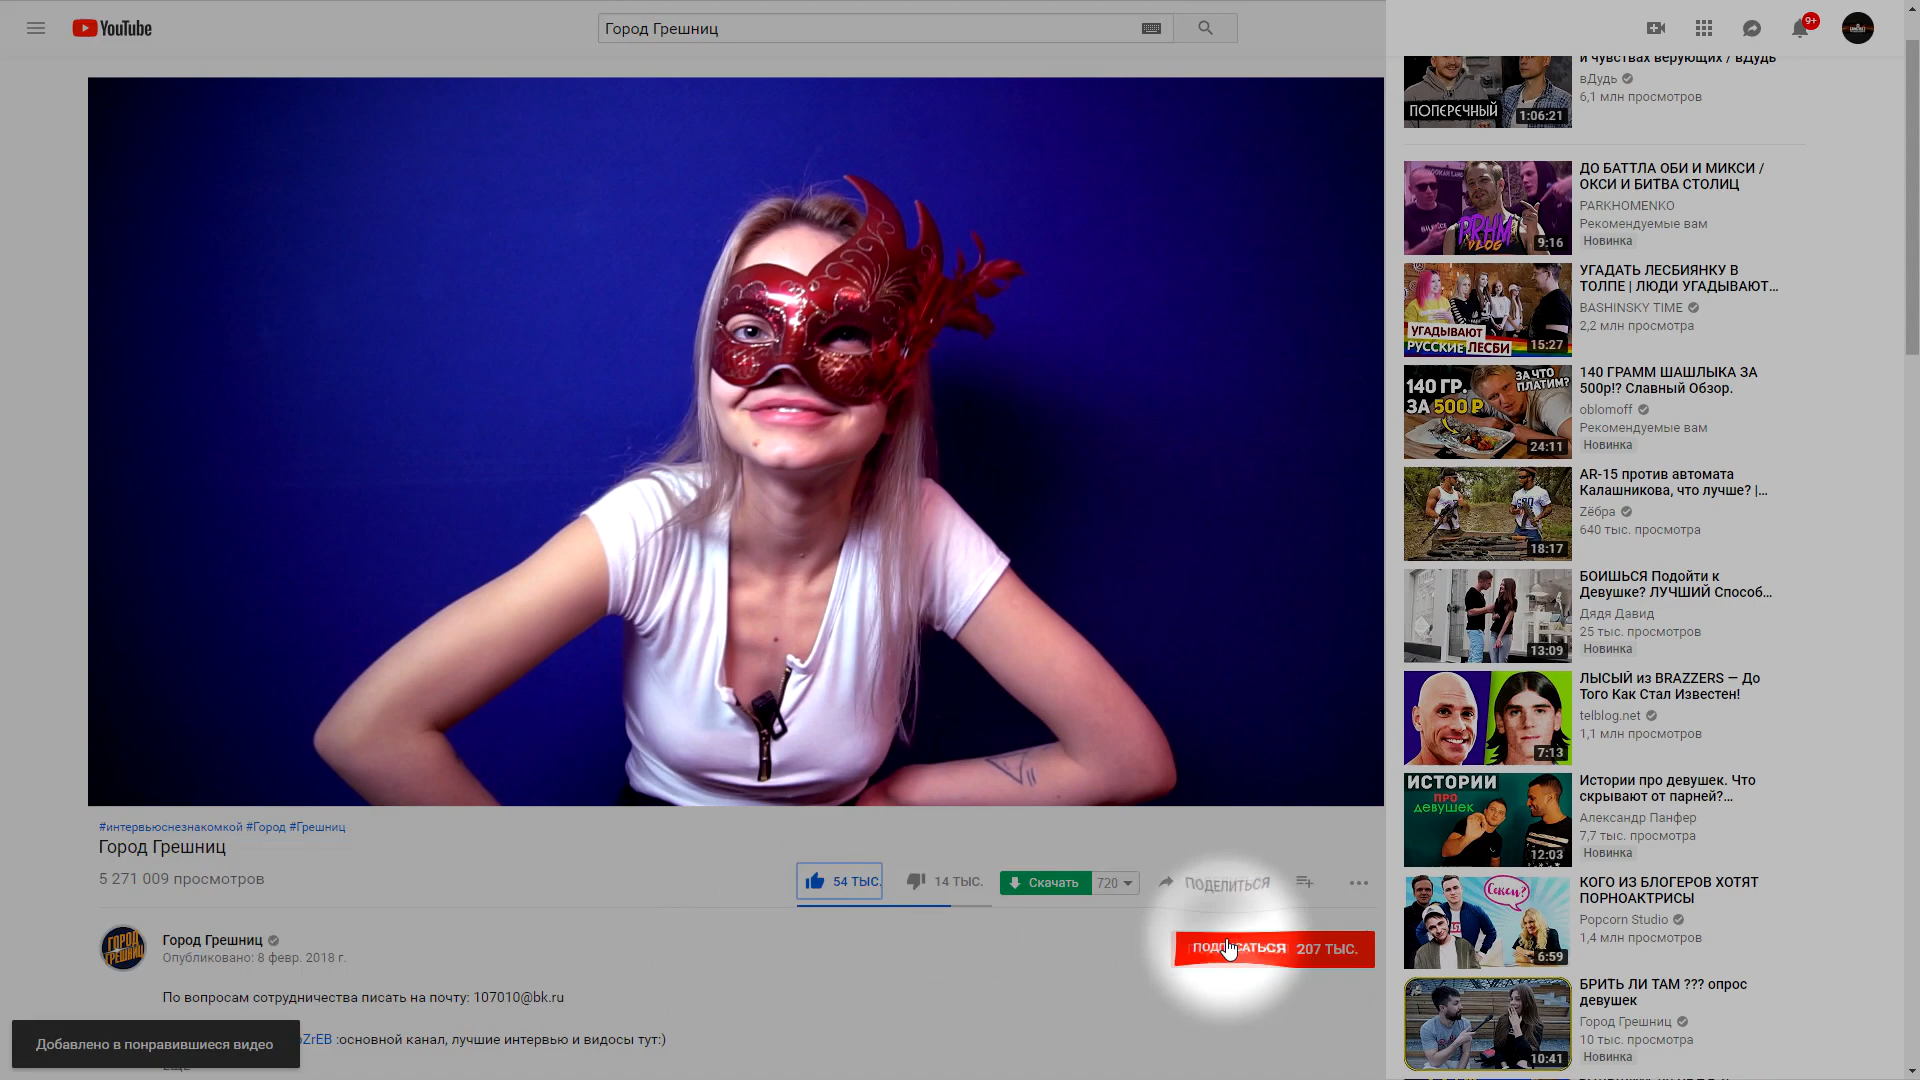 YouTube
Город Грешниц
9+
и чувствах верующих / вДудь
вДудь
6,1 млн просмотров
ПОПЕРЕЧНЫЙ
1:06:21
ДО БАТТЛА ОБИ И МИКСИ /
ОКСИ И БИТВА СТОЛИЦ
PARKHOMENKO
Рекомендуемые вам
Новинка
PRHM
VLOG
9:16
УГАДАТЬ ЛЕСБИЯНКУ В
ТОЛПЕ | ЛЮДИ УГАДЫВАЮТ...
BASHINSKY TIME
2,2 млн просмотра
УГАДЫВАЮТ
РУССКИЕ ЛЕСБИ
15:27
140 ГРАММ ШАШЛЫКА ЗА
500р!? Славный Обзор.
oblomoff
Рекомендуемые вам
Новинка
140 ГР.
ЗА 500 ₽
ЗА ЧТО
ПЛАТИМ?
24:11
AR-15 против автомата
Калашникова, что лучше? |...
Zёбра
640 тыс. просмотра
18:17
БОИШЬСЯ Подойти к
Девушке? ЛУЧШИЙ Способ...
Дядя Давид
25 тыс. просмотров
Новинка
13:09
ЛЫСЫЙ из BRAZZERS — До
Того Как Стал Известен!
telblog.net
1,1 млн просмотров
7:13
Истории про девушек. Что
скрывают от парней?...
Александр Панфер
7,7 тыс. просмотра
Новинка
ИСТОРИИ
ПРО
девушек
12:03
КОГО ИЗ БЛОГЕРОВ ХОТЯТ
ПОРНОАКТРИСЫ
Popcorn Studio
1,4 млн просмотров
Секси?
6:59
БРИТЬ ЛИ ТАМ ??? опрос
девушек
Город Грешниц
10 тыс. просмотра
Новинка
10:41
#интервьюснезнакомкой #Город #Грешниц
Город Грешниц
5 271 009 просмотров
54 ТЫС.
14 ТЫС.
Скачать
720
ПОДЕЛИТЬСЯ
Город Грешниц
Опубликовано: 8 февр. 2018 г.
ПОДПИСАТЬСЯ 207 ТЫС.
ГОРОД
ГРЕШНИЦ
По вопросам сотрудничества писать на почту: 107010@bk.ru
ZrEB :основной канал, лучшие интервью и видосы тут:)
Добавлено в понравившиеся видео